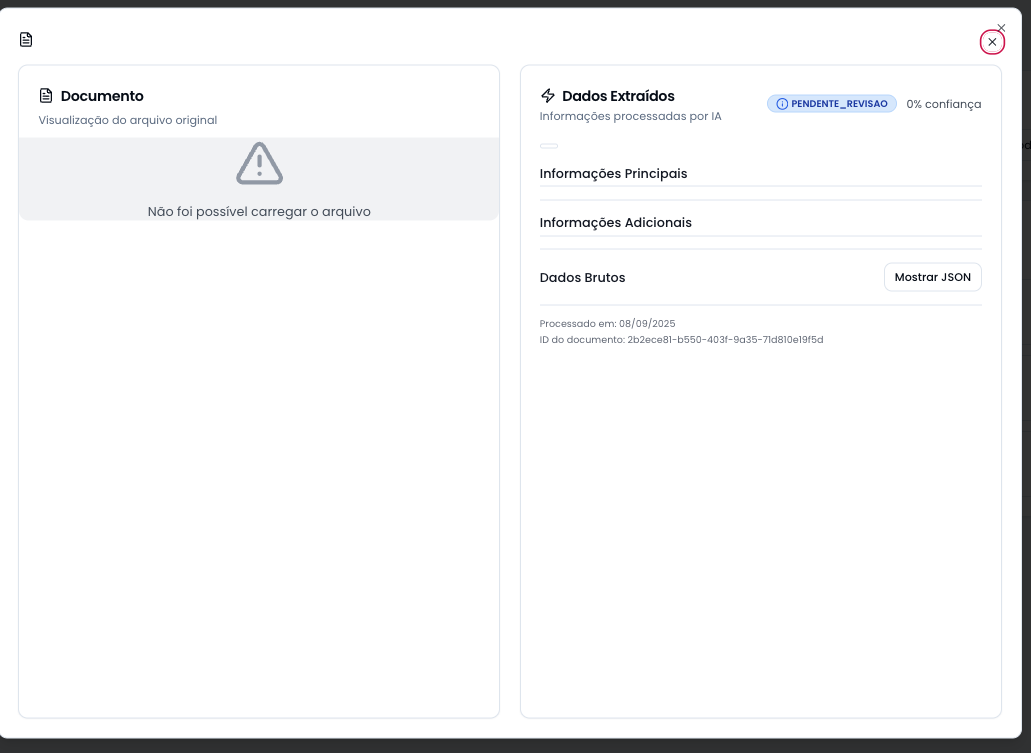 Documento
Visualização do arquivo original
Não foi possível carregar o arquivo
Dados Extraídos
Informações processadas por IA
PENDENTE_REVISAO
0% confiança
Informações Principais
Informações Adicionais
Dados Brutos
Mostrar JSON
Processado em: 08/09/2025
ID do documento: 2b2ece81-b550-403f-9a35-71d810e19f5d